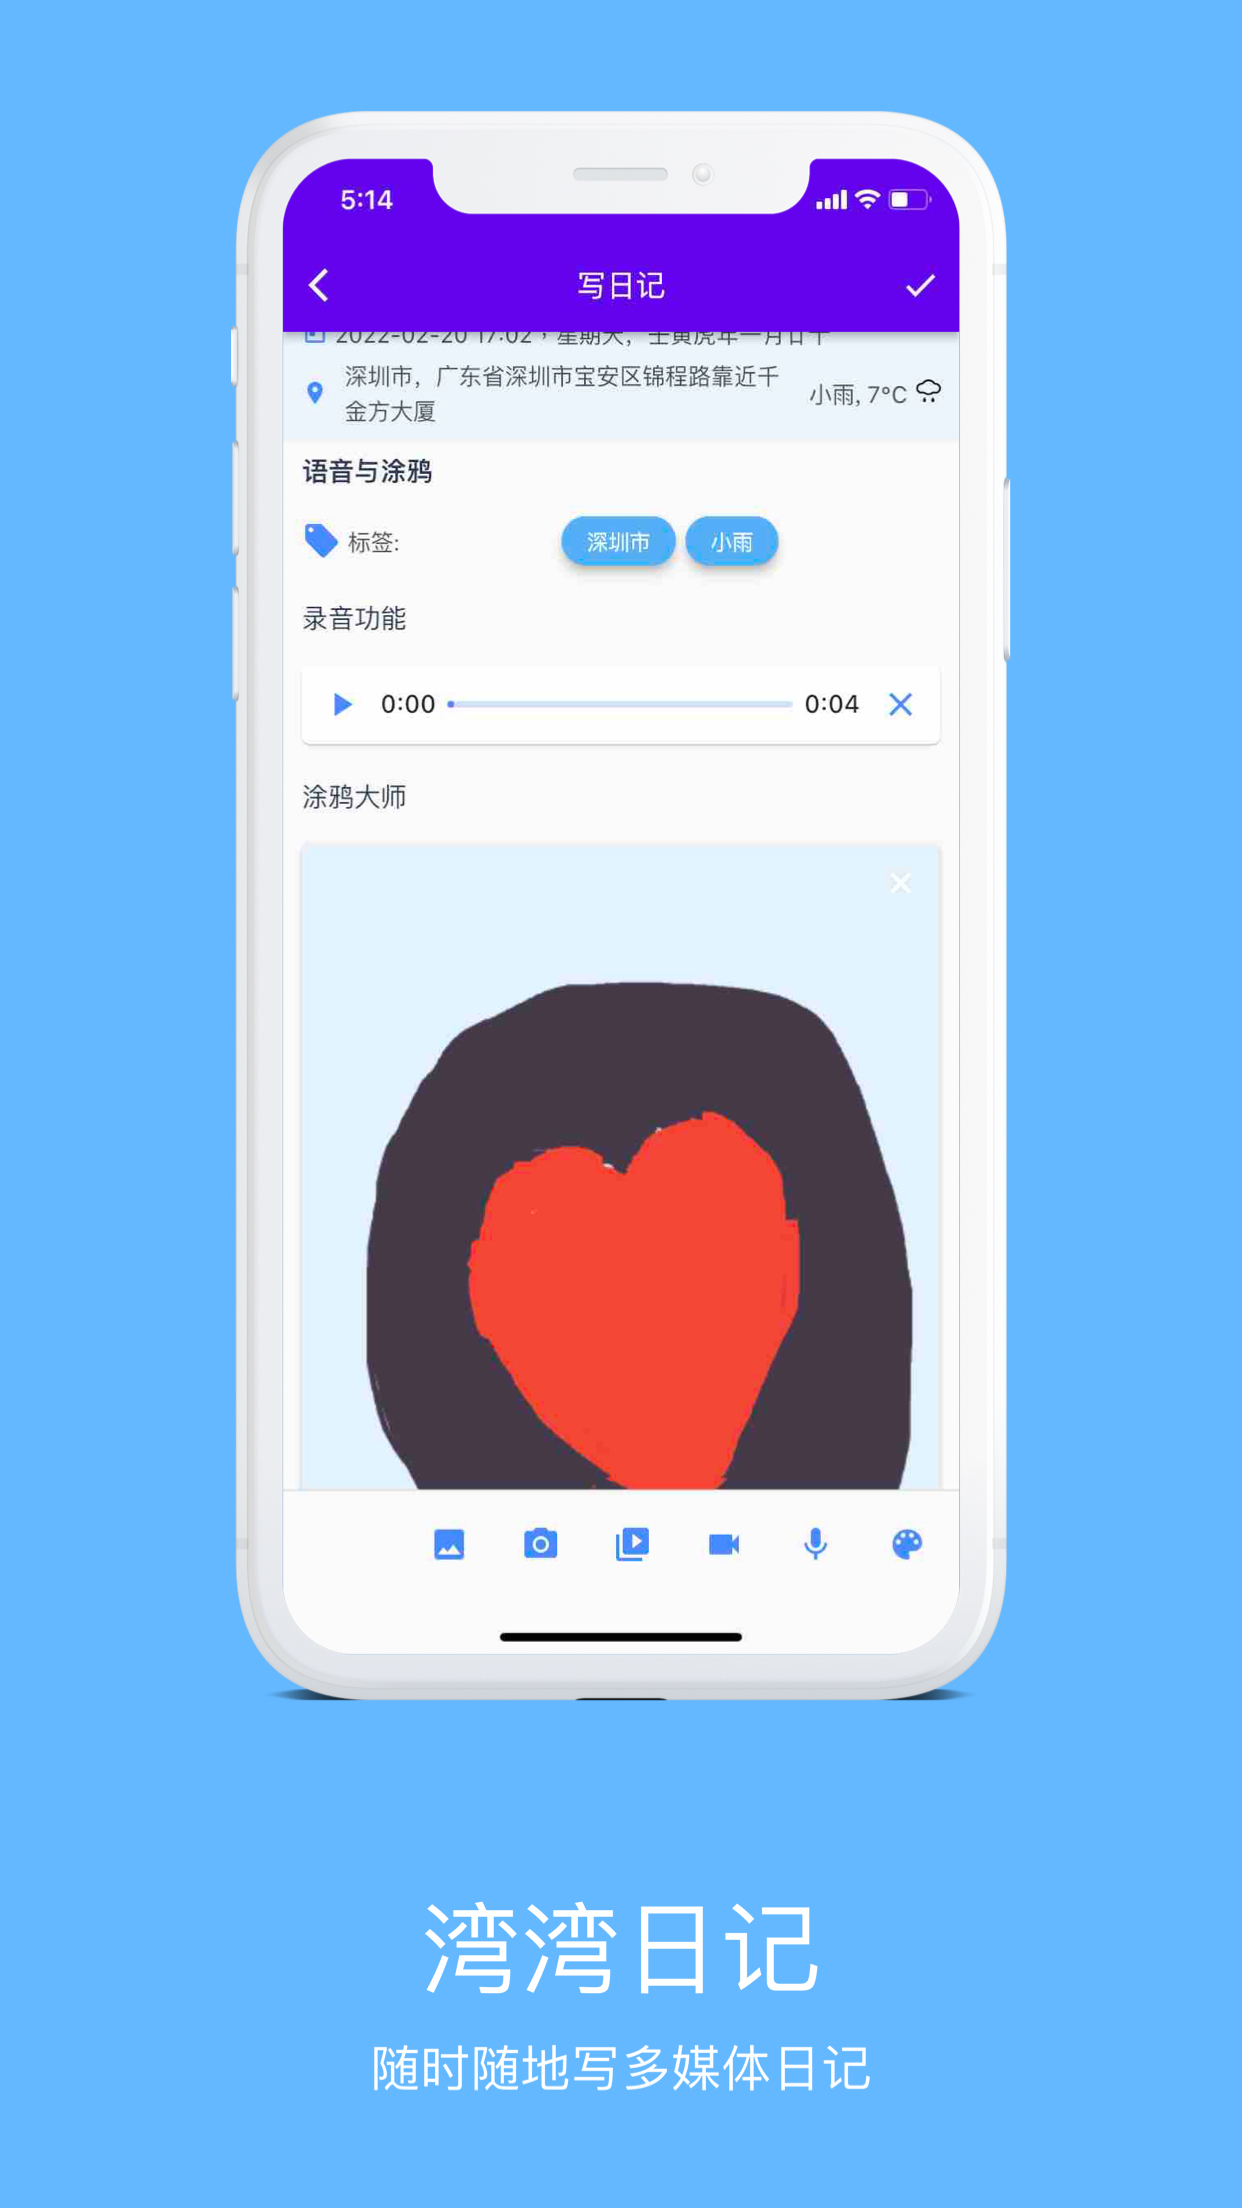 5:14
写日记
2022-02-20 17:02，星期天，壬寅虎年一月廿十
深圳市，广东省深圳市宝安区锦程路靠近千
金方大厦
小雨, 7°C
语音与涂鸦
标签:
深圳市
小雨
录音功能
0:00
0:04
涂鸦大师
湾湾日记
随时随地写多媒体日记